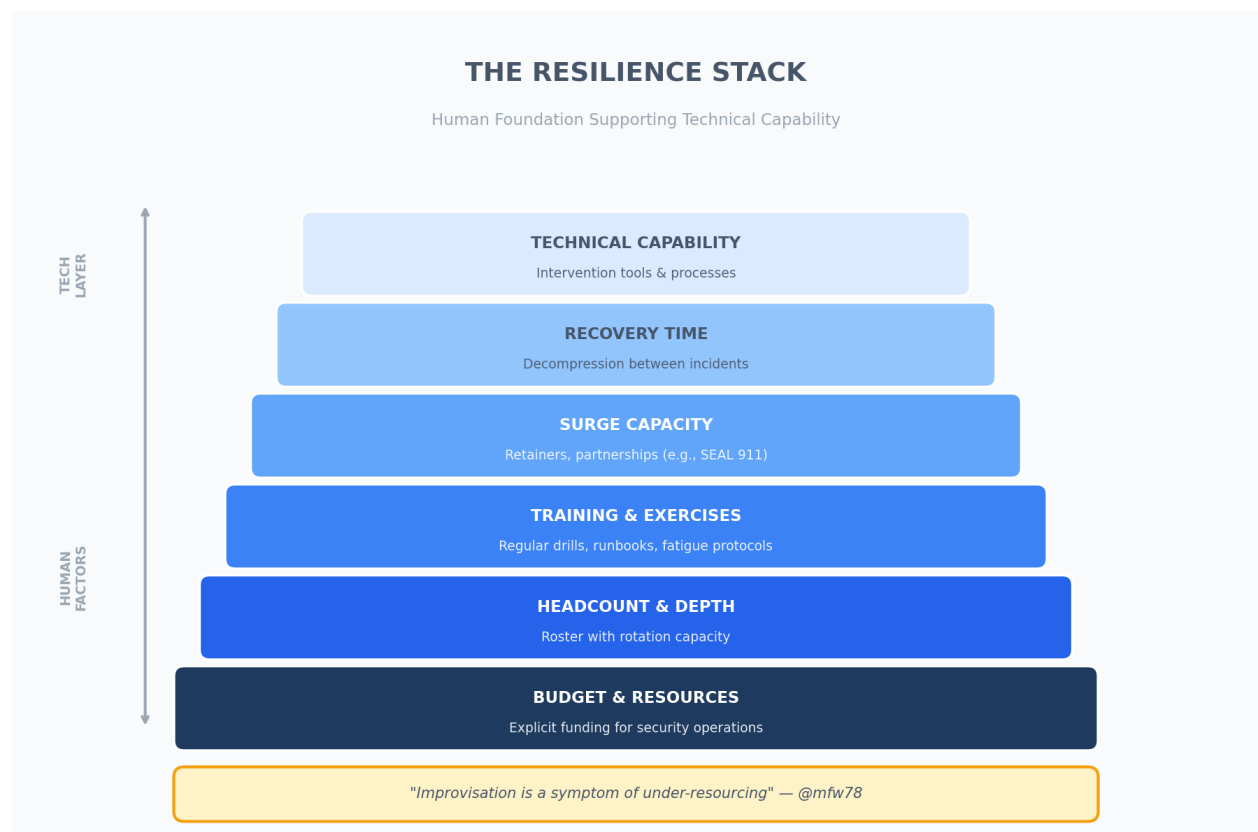 THE RESILIENCE STACK
Human Foundation Supporting Technical Capability
TECH
LAYER
TECHNICAL CAPABILITY
Intervention tools & processes
RECOVERY TIME
Decompression between incidents
SURGE CAPACITY
Retainers, partnerships (e.g., SEAL 911)
TRAINING & EXERCISES
Regular drills, runbooks, fatigue protocols
HUMAN
FACTORS
HEADCOUNT & DEPTH
Roster with rotation capacity
BUDGET & RESOURCES
Explicit funding for security operations
"Improvisation is a symptom of under-resourcing" — @mfw78